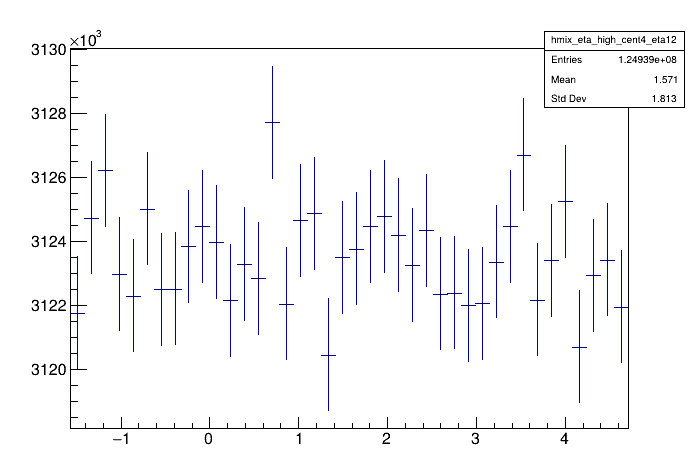 ×10³
hmix_eta_high_cent4_eta12
Entries 1.24939e+08
Mean 1.571
Std Dev 1.813
3130
3128
3126
3124
3122
3120
−1 0 1 2 3 4